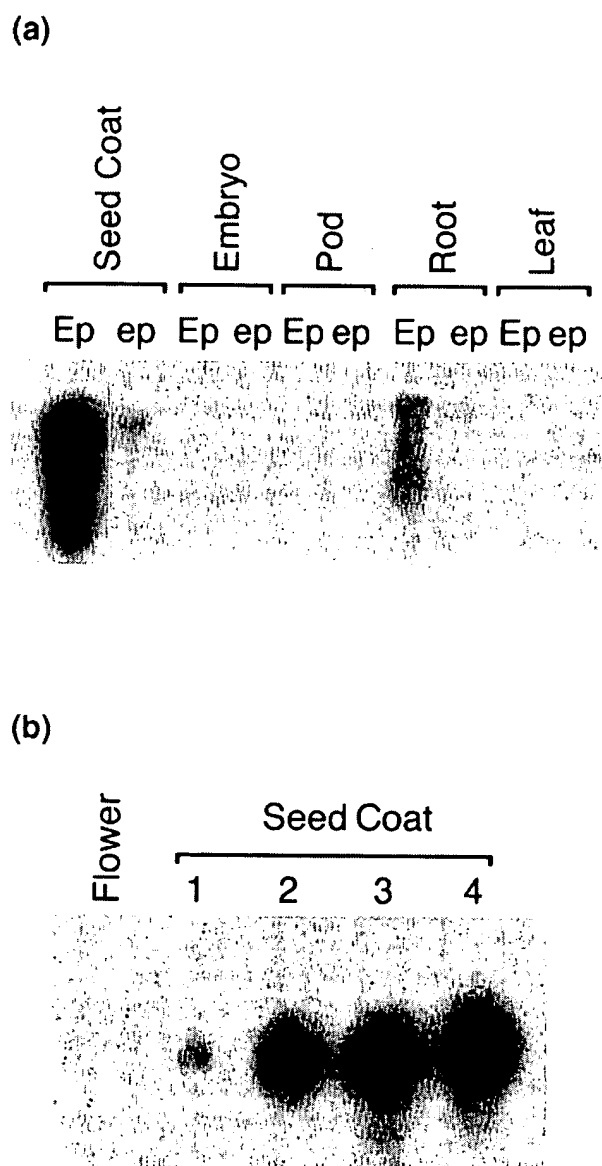 (a)
Seed Coat Embryo Pod Root Leaf
Ep ep Ep ep Ep ep Ep ep Ep ep
(b)
Flower Seed Coat
1 2 3 4